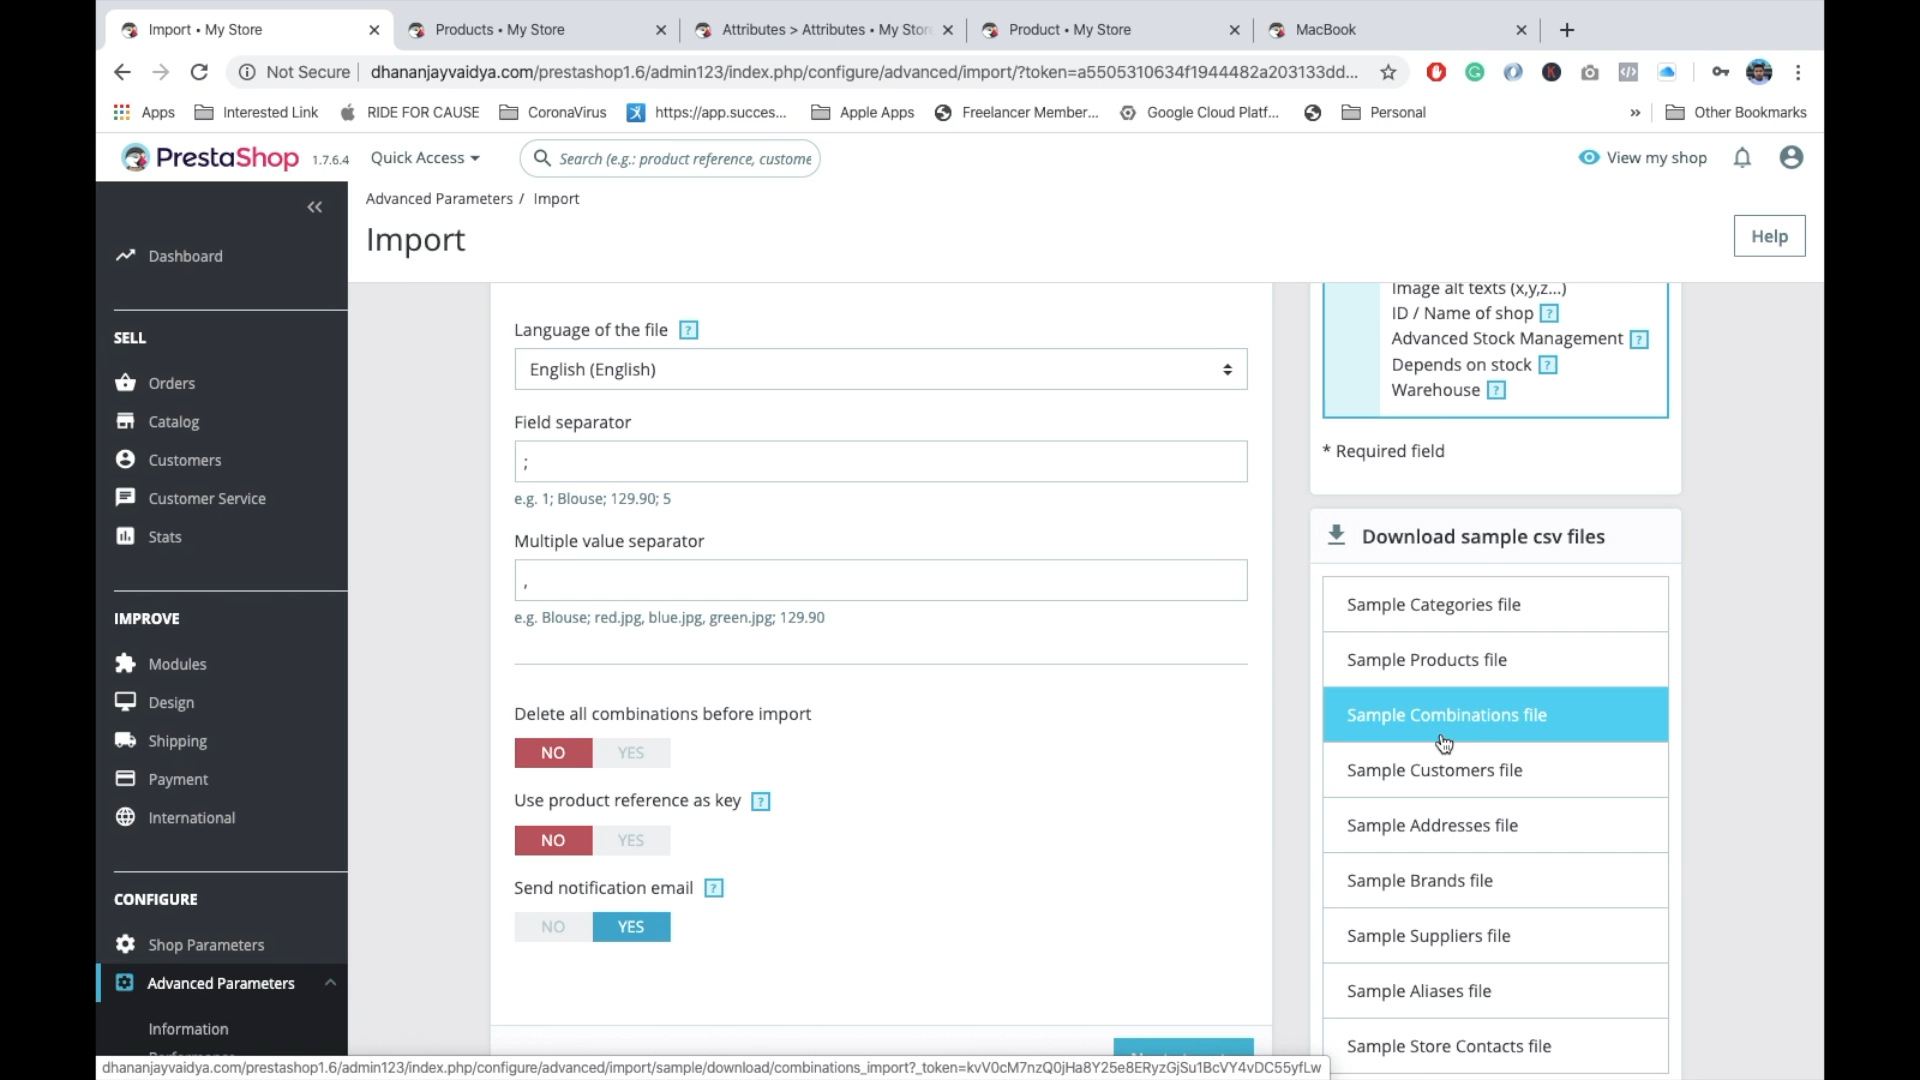 Import • My Store
Products • My Store
Attributes > Attributes • My Store
Product • My Store
MacBook
Not Secure
dhananjayvaidya.com/prestashop1.6/admin123/index.php/configure/advanced/import/?token=a5505310634f1944482a203133dd...
Apps
Interested Link
RIDE FOR CAUSE
CoronaVirus
https://app.succes...
Apple Apps
Freelancer Member...
Google Cloud Platf...
Personal
»
Other Bookmarks
PrestaShop 1.7.6.4
Quick Access
Search (e.g.: product reference, custome
View my shop
Advanced Parameters / Import
Import
Help
Dashboard
SELL
Orders
Catalog
Customers
Customer Service
Stats
IMPROVE
Modules
Design
Shipping
Payment
International
CONFIGURE
Shop Parameters
Advanced Parameters
Information
Language of the file ?
English (English)
Field separator
;
e.g. 1; Blouse; 129.90; 5
Multiple value separator
,
e.g. Blouse; red.jpg, blue.jpg, green.jpg; 129.90
Delete all combinations before import
NO YES
Use product reference as key ?
NO YES
Send notification email ?
NO YES
Image alt texts (x,y,z...)
ID / Name of shop ?
Advanced Stock Management ?
Depends on stock ?
Warehouse ?
* Required field
Download sample csv files
Sample Categories file
Sample Products file
Sample Combinations file
Sample Customers file
Sample Addresses file
Sample Brands file
Sample Suppliers file
Sample Aliases file
Sample Store Contacts file
dhananjayvaidya.com/prestashop1.6/admin123/index.php/configure/advanced/import/sample/download/combinations_import?_token=kvV0cM7nzQ0jHa8Y25e8ERyzGjSu1BcVY4vDC55yfLw